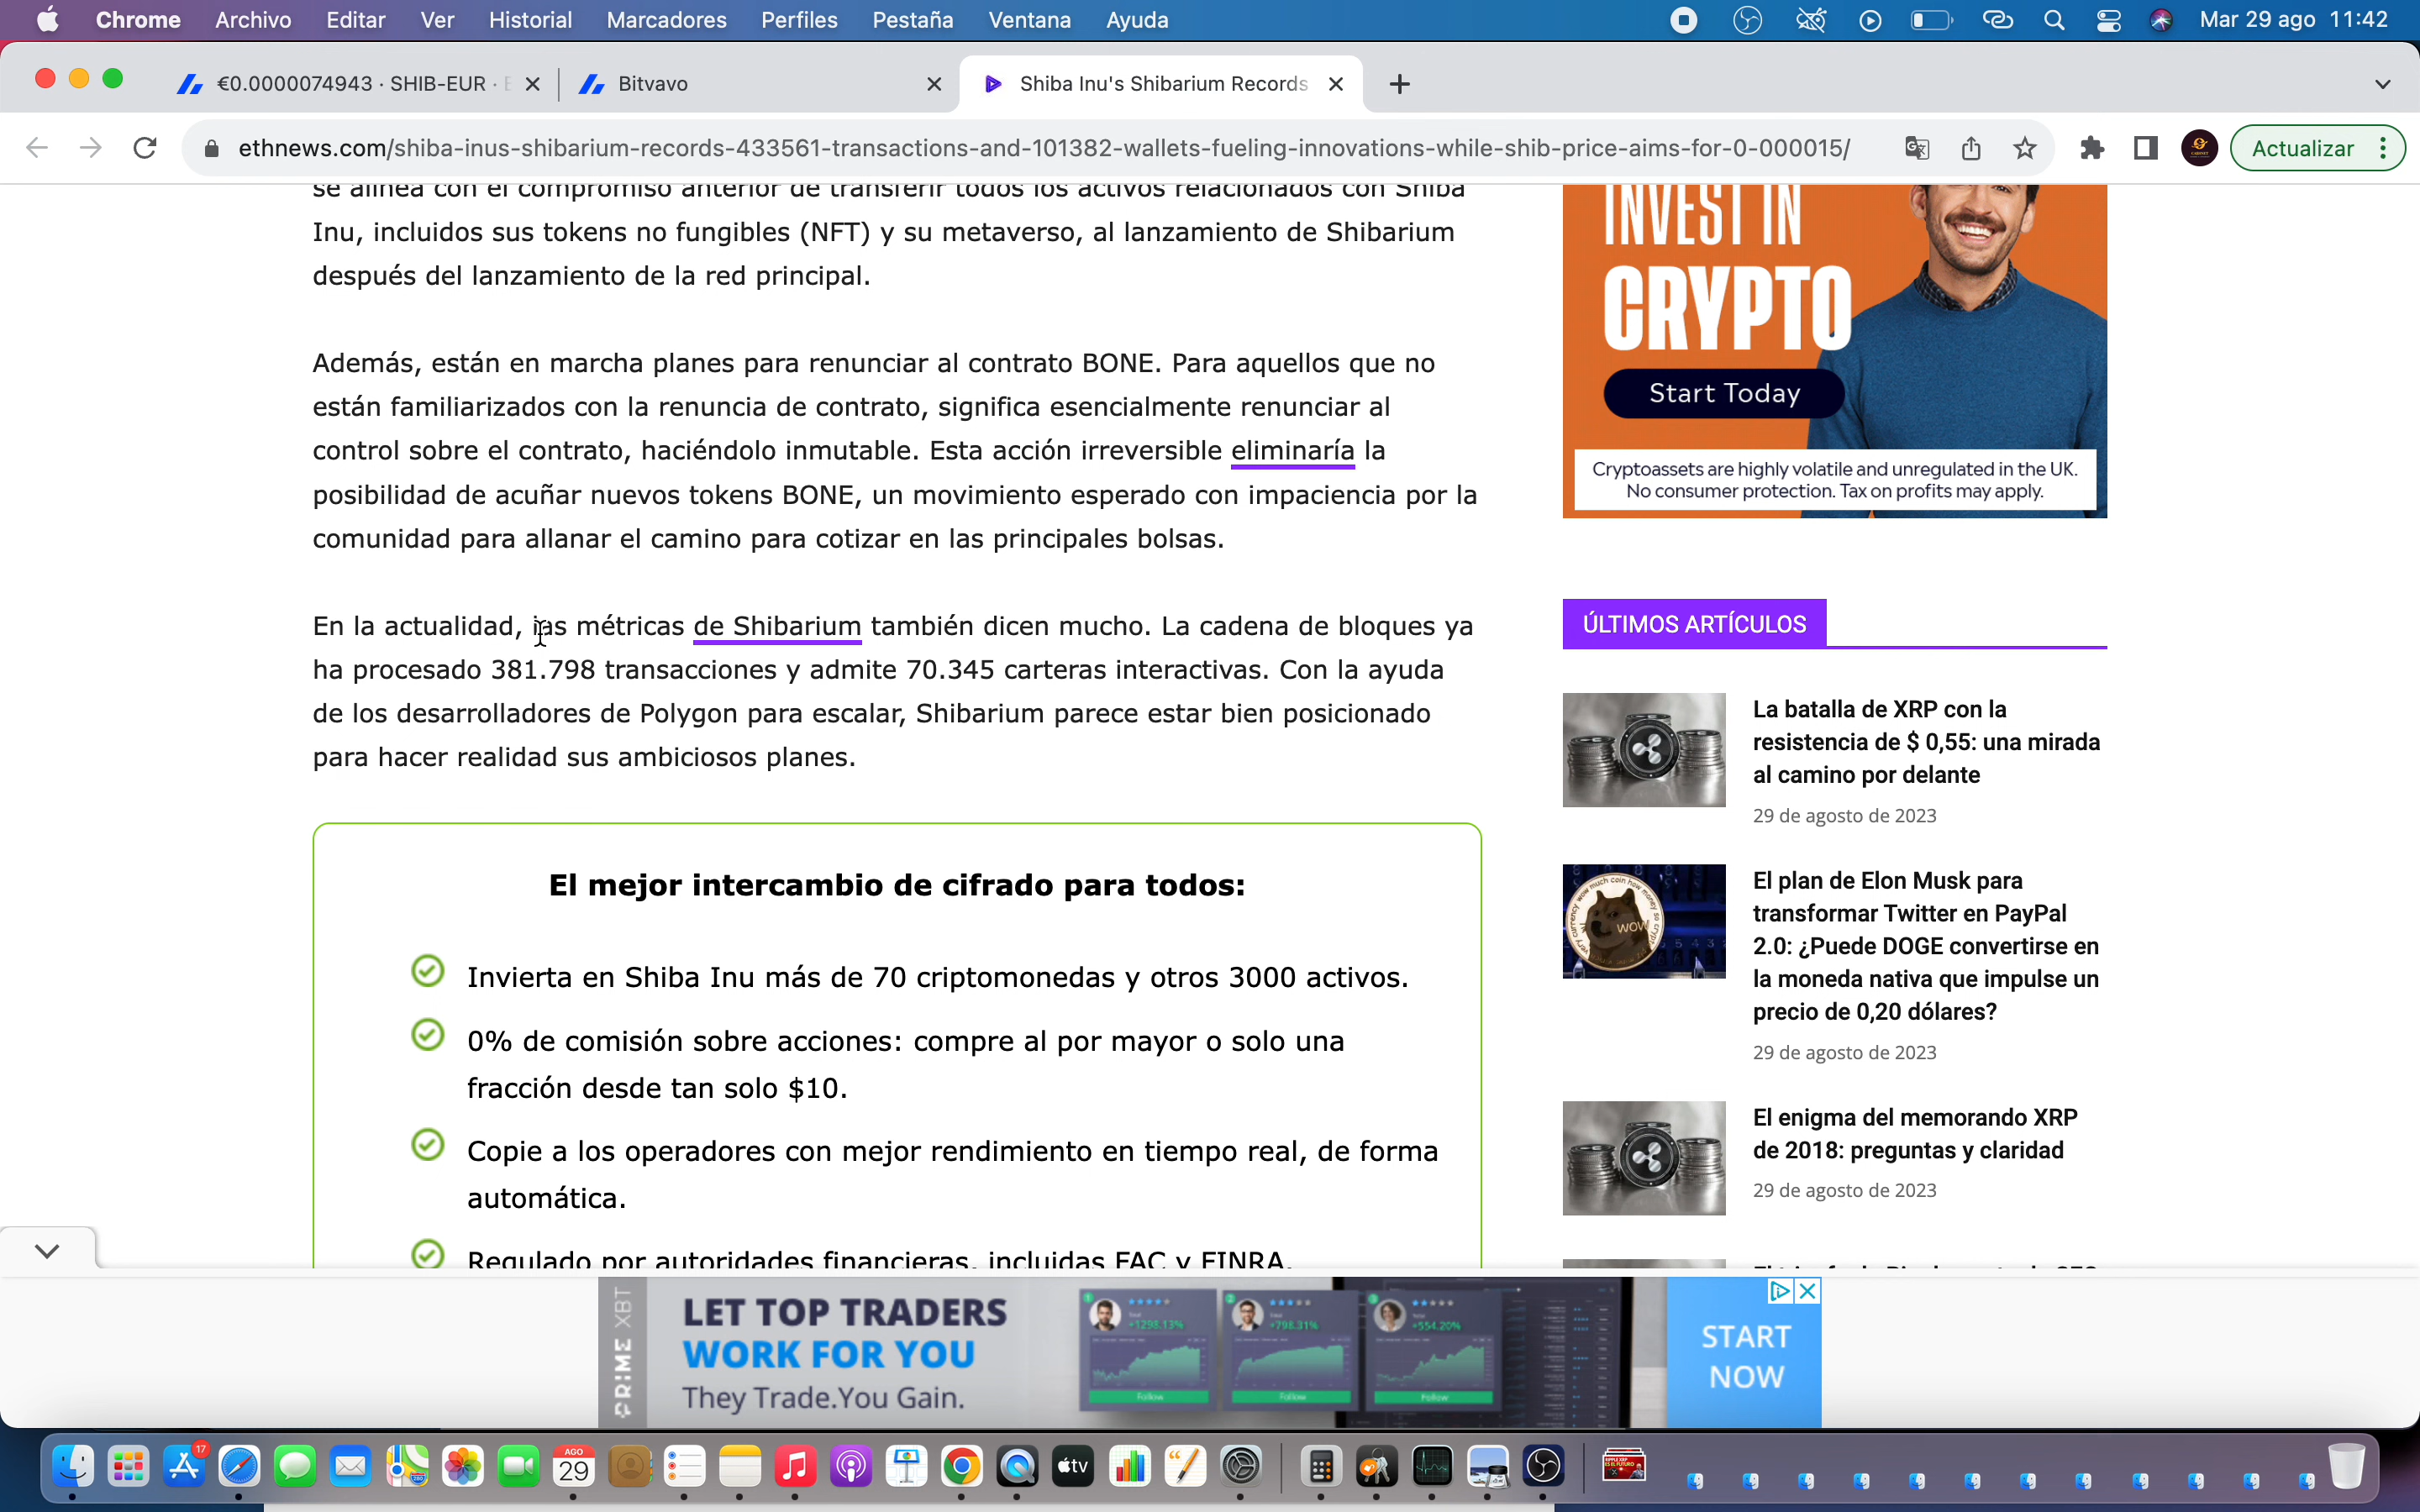 Chrome Archivo Editar Ver Historial Marcadores Perfiles Pestaña Ventana Ayuda Mar 29 ago 11:42
€0.0000074943 · SHIB-EUR ·
Bitvavo
Shiba Inu's Shibarium Records
ethnews.com/shiba-inus-shibarium-records-433561-transactions-and-101382-wallets-fueling-innovations-while-shib-price-aims-for-0-000015/
Actualizar
se alinea con el compromiso anterior de transferir todos los activos relacionados con Shiba
Inu, incluidos sus tokens no fungibles (NFT) y su metaverso, al lanzamiento de Shibarium
después del lanzamiento de la red principal.
Además, están en marcha planes para renunciar al contrato BONE. Para aquellos que no
están familiarizados con la renuncia de contrato, significa esencialmente renunciar al
control sobre el contrato, haciéndolo inmutable. Esta acción irreversible eliminaría la
posibilidad de acuñar nuevos tokens BONE, un movimiento esperado con impaciencia por la
comunidad para allanar el camino para cotizar en las principales bolsas.
En la actualidad, las métricas de Shibarium también dicen mucho. La cadena de bloques ya
ha procesado 381.798 transacciones y admite 70.345 carteras interactivas. Con la ayuda
de los desarrolladores de Polygon para escalar, Shibarium parece estar bien posicionado
para hacer realidad sus ambiciosos planes.
El mejor intercambio de cifrado para todos:
Invierta en Shiba Inu más de 70 criptomonedas y otros 3000 activos.
0% de comisión sobre acciones: compre al por mayor o solo una
fracción desde tan solo $10.
Copie a los operadores con mejor rendimiento en tiempo real, de forma
automática.
Regulado por autoridades financieras, incluidas FAC y FINRA.
INVEST IN
CRYPTO
Start Today
Cryptoassets are highly volatile and unregulated in the UK.
No consumer protection. Tax on profits may apply.
ÚLTIMOS ARTÍCULOS
La batalla de XRP con la
resistencia de $ 0,55: una mirada
al camino por delante
29 de agosto de 2023
WOW
El plan de Elon Musk para
transformar Twitter en PayPal
2.0: ¿Puede DOGE convertirse en
la moneda nativa que impulse un
precio de 0,20 dólares?
29 de agosto de 2023
El enigma del memorando XRP
de 2018: preguntas y claridad
29 de agosto de 2023
PRIME XBT
LET TOP TRADERS
WORK FOR YOU
They Trade.You Gain.
+1298.13%
+798.31%
+554.20%
Follow
Follow
Follow
START
NOW
17
AGO
29
tv